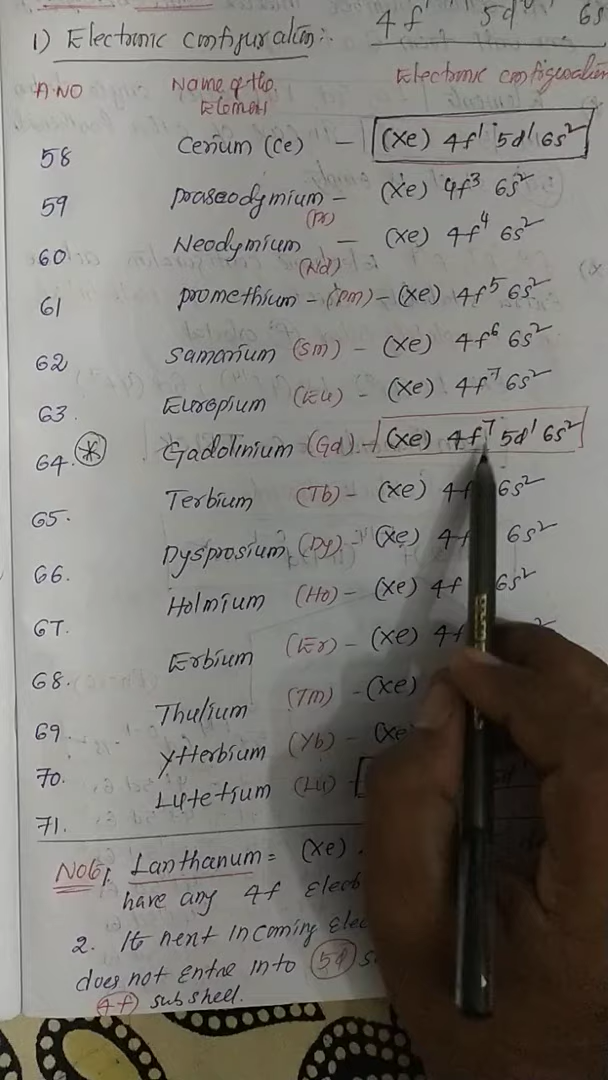 4f 5d 6s
1) Electronic configuration:-
A.NO Name of the Element Electronic configuration
58 Cerium (Ce) - (Xe) 4f¹ 5d¹ 6s²
59 Praseodymium (Pr) - (Xe) 4f³ 6s²
60 Neodymium (Nd) - (Xe) 4f⁴ 6s²
61 Promethium - (Pm) - (Xe) 4f⁵ 6s²
62 Samarium (Sm) - (Xe) 4f⁶ 6s²
63 Europium (Eu) - (Xe) 4f⁷ 6s²
64. Gadolinium (Gd) - (Xe) 4f⁷ 5d¹ 6s²
65. Terbium (Tb) - (Xe) 4f 6s²
66. Dysprosium (Dy) - (Xe) 4f 6s²
67. Holmium (Ho) - (Xe) 4f 6s²
68. Erbium (Er) - (Xe) 4f
69. Thulium (Tm) - (Xe)
70. Ytterbium (Yb) - (Xe)
71. Lutetium (Lu) -
Note 1, Lanthanum = (Xe)
have any 4f
2. It next incoming
does not entre into 5d
4f subshell.